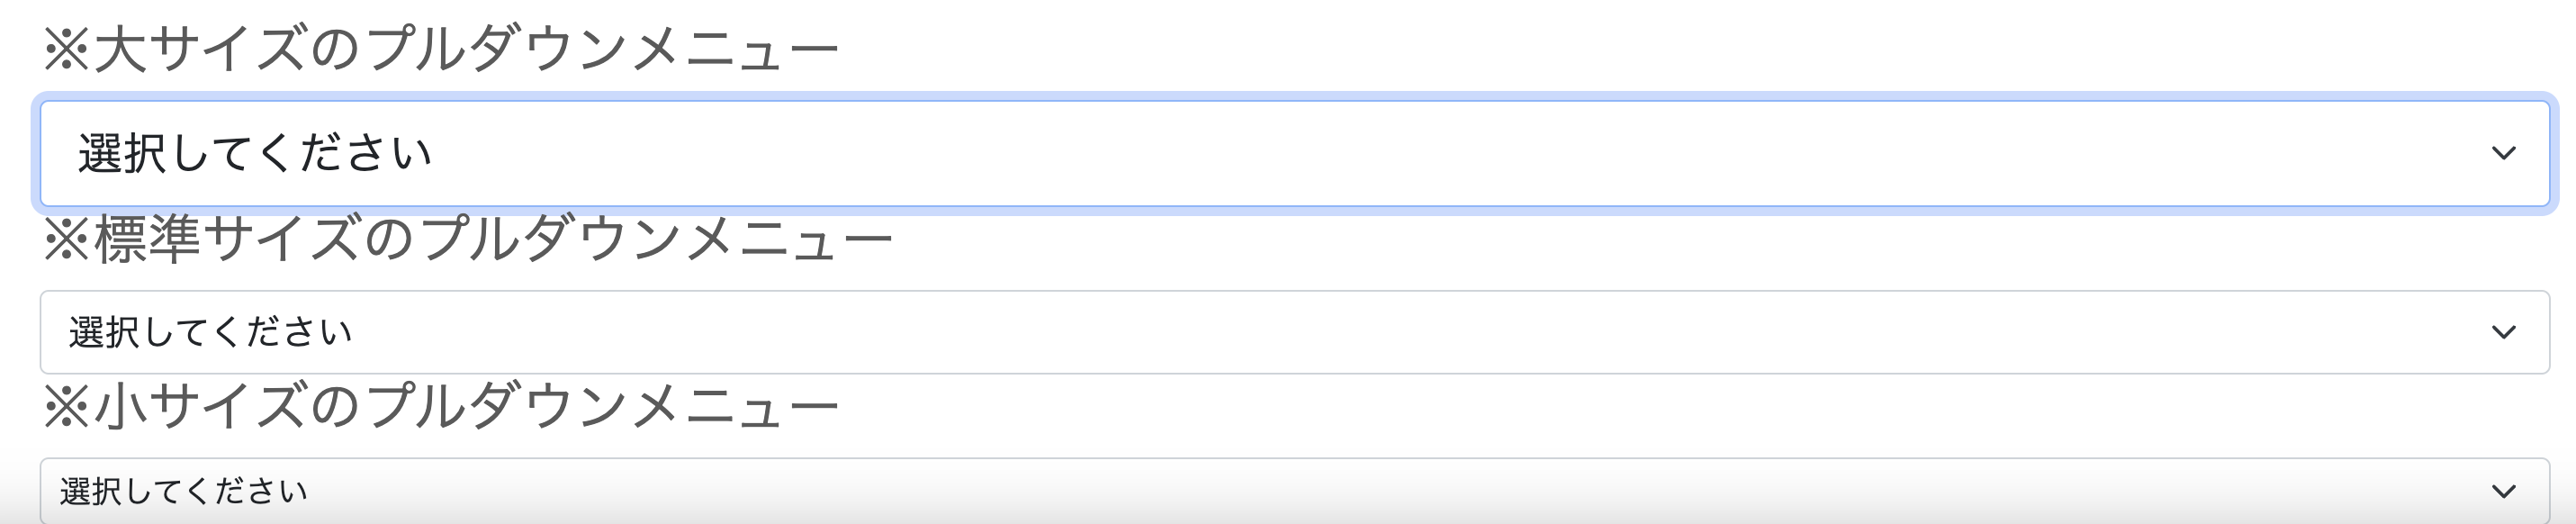 ※大サイズのプルダウンメニュー
選択してください
※標準サイズのプルダウンメニュー
選択してください
※小サイズのプルダウンメニュー
選択してください